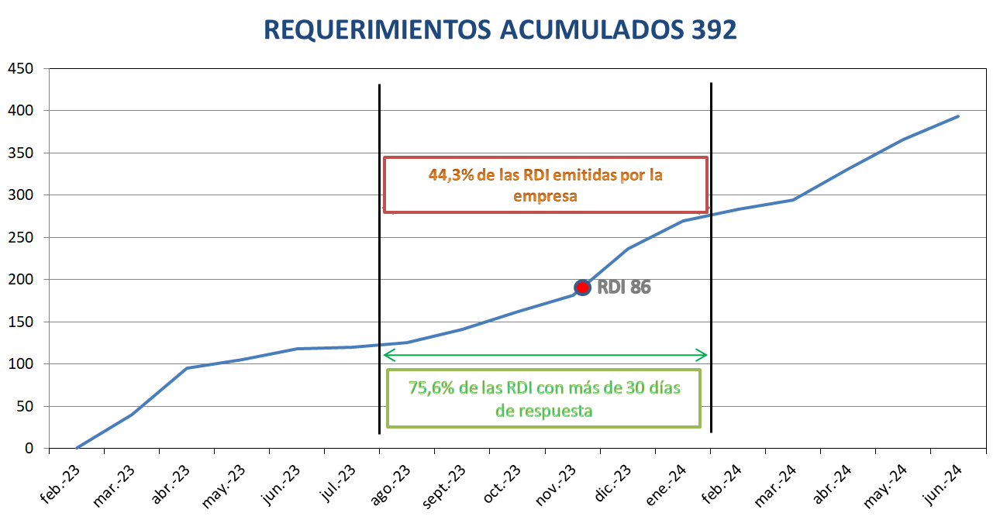 REQUERIMIENTOS ACUMULADOS 392
450
400
350
300
250
200
150
100
50
0
44,3% de las RDI emitidas por la
empresa
RDI 86
75,6% de las RDI con más de 30 días
de respuesta
feb.-23
mar.-23
abr.-23
may.-23
jun.-23
jul.-23
ago.-23
sept.-23
oct.-23
nov.-23
dic.-23
ene.-24
feb.-24
mar.-24
abr.-24
may.-24
jun.-24